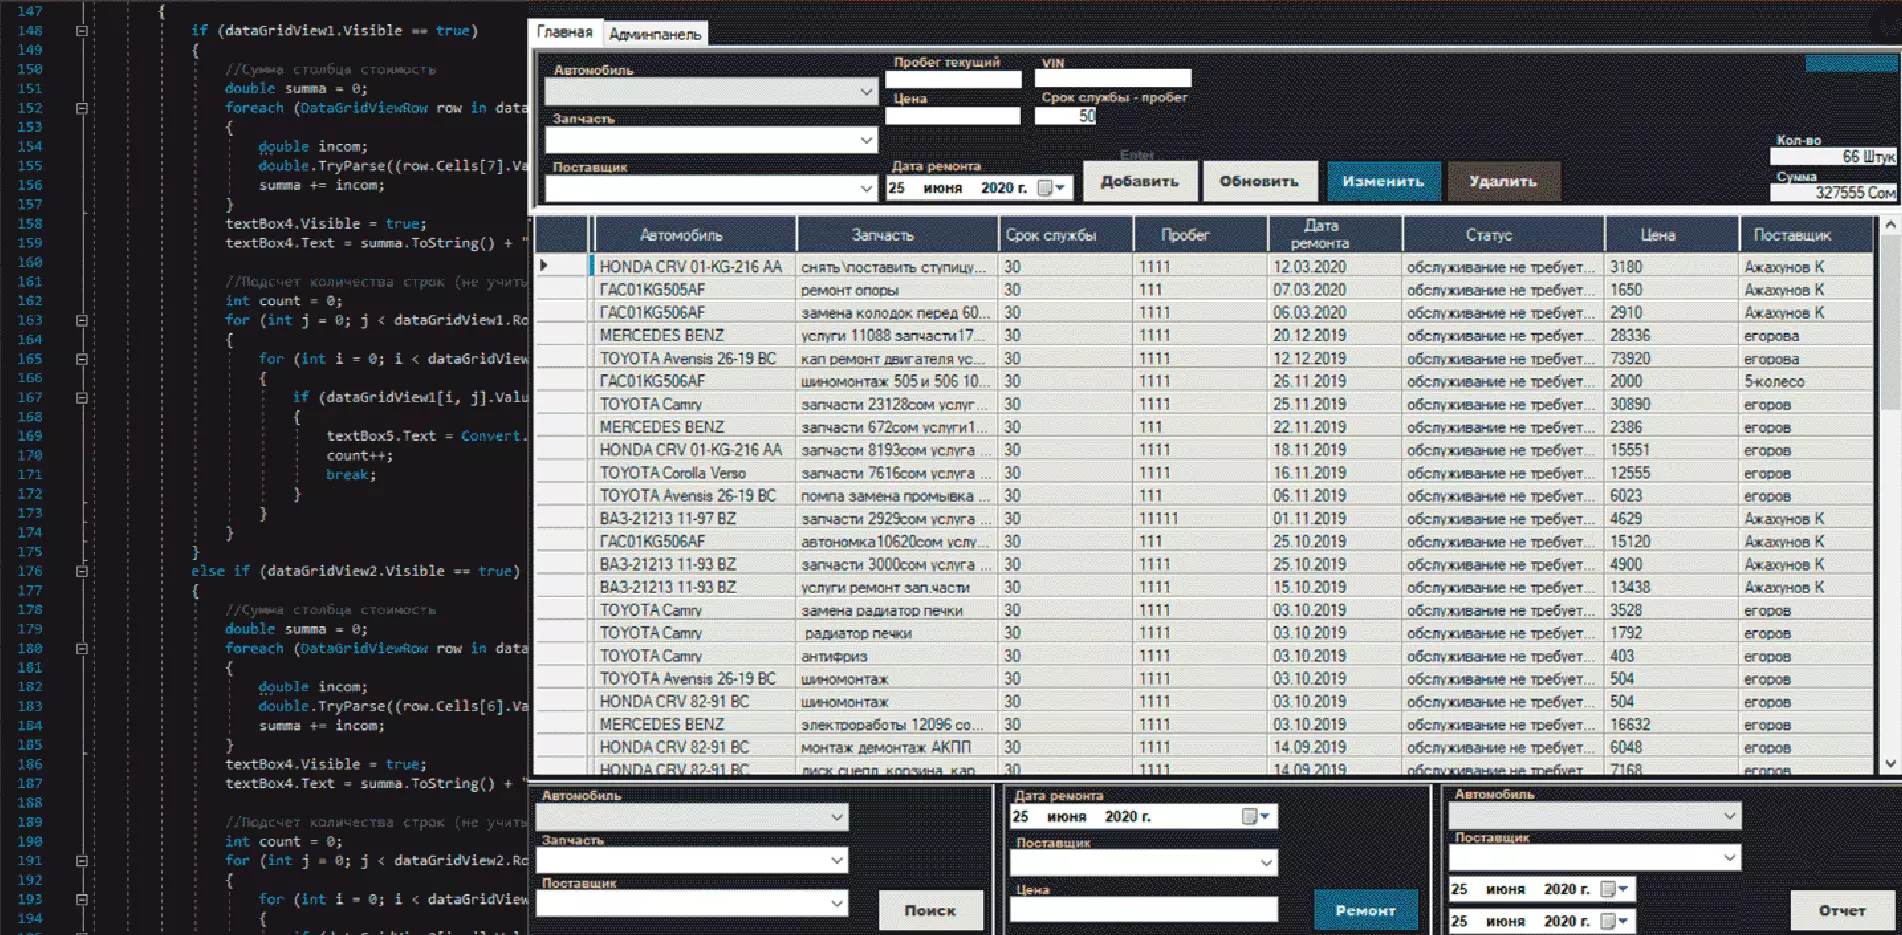 147 {
148 if (dataGridView1.Visible == true)
149 {
150 //Сумма столбца стоимость
151 double summa = 0;
152 foreach (DataGridViewRow row in data
153 {
154 double incom;
155 double.TryParse((row.Cells[7].Va
156 summa += incom;
157 }
158 textBox4.Visible = true;
159 textBox4.Text = summa.ToString() + "
160
161 //Подсчет количества строк (не учить
162 int count = 0;
163 for (int j = 0; j < dataGridView1.Ro
164 {
165 for (int i = 0; i < dataGridView
166 {
167 if (dataGridView1[i, j].Valu
168 {
169 textBox5.Text = Convert.
170 count++;
171 break;
172 }
173 }
174 }
175 }
176 else if (dataGridView2.Visible == true)
177 {
178 //Сумма столбца стоимость
179 double summa = 0;
180 foreach (DataGridViewRow row in data
181 {
182 double incom;
183 double.TryParse((row.Cells[6].Va
184 summa += incom;
185 }
186 textBox4.Visible = true;
187 textBox4.Text = summa.ToString() + "
188
189 //Подсчет количества строк (не учить
190 int count = 0;
191 for (int j = 0; j < dataGridView2.Ro
192 {
193 for (int i = 0; i < dataGridView
194 {
Главная Админпанель
Автомобиль Пробег текущий VIN
Цена Срок службы - пробег
Запчасть 50
Кол-во
66 Штук
Поставщик Дата ремонта Enter
25 июня 2020 г. Добавить Обновить Изменить Удалить
Сумма
327555 Сом
Автомобиль Запчасть Срок службы Пробег Дата ремонта Статус Цена Поставщик
HONDA CRV 01-KG-216 AA снять\поставить ступицу... 30 1111 12.03.2020 обслуживание не требует... 3180 Ажахунов К
ГАС01KG505AF ремонт опоры 30 111 07.03.2020 обслуживание не требует... 1650 Ажахунов К
ГАС01KG506AF замена колодок перед 60... 30 1111 06.03.2020 обслуживание не требует... 2910 Ажахунов К
MERCEDES BENZ услуги 11088 запчасти17... 30 1111 20.12.2019 обслуживание не требует... 28336 егорова
TOYOTA Avensis 26-19 BC кап ремонт двигателя ус... 30 1111 12.12.2019 обслуживание не требует... 73920 егорова
ГАС01KG506AF шиномонтаж 505 и 506 10... 30 1111 26.11.2019 обслуживание не требует... 2000 5-колесо
TOYOTA Camry запчасти 23128сом услуг... 30 1111 25.11.2019 обслуживание не требует... 30890 егоров
MERCEDES BENZ запчасти 672сом услуги1... 30 111 22.11.2019 обслуживание не требует... 2386 егоров
HONDA CRV 01-KG-216 AA запчасти 8193сом услуга ... 30 1111 18.11.2019 обслуживание не требует... 15551 егоров
TOYOTA Corolla Verso запчасти 7616сом услуга ... 30 1111 16.11.2019 обслуживание не требует... 12555 егоров
TOYOTA Avensis 26-19 BC помпа замена промывка ... 30 111 06.11.2019 обслуживание не требует... 6023 егоров
ВАЗ-21213 11-97 BZ запчасти 2929сом услуга ... 30 11111 01.11.2019 обслуживание не требует... 4629 Ажахунов К
ГАС01KG506AF автономка10620сом услу... 30 1111 25.10.2019 обслуживание не требует... 15120 Ажахунов К
ВАЗ-21213 11-93 BZ запчасти 3000сом услуга ... 30 1111 25.10.2019 обслуживание не требует... 4900 Ажахунов К
ВАЗ-21213 11-93 BZ услуги ремонт зап.части 30 1111 15.10.2019 обслуживание не требует... 13438 Ажахунов К
TOYOTA Camry замена радиатор печки 30 1111 03.10.2019 обслуживание не требует... 3528 егоров
TOYOTA Camry радиатор печки 30 1111 03.10.2019 обслуживание не требует... 1792 егоров
TOYOTA Camry антифриз 30 1111 03.10.2019 обслуживание не требует... 403 егоров
TOYOTA Avensis 26-19 BC шиномонтаж 30 1111 03.10.2019 обслуживание не требует... 504 егоров
HONDA CRV 82-91 BC шиномонтаж 30 1111 03.10.2019 обслуживание не требует... 504 егоров
MERCEDES BENZ электроработы 12096 со... 30 1111 03.10.2019 обслуживание не требует... 16632 егоров
HONDA CRV 82-91 BC монтаж демонтаж АКПП 30 1111 14.09.2019 обслуживание не требует... 6048 егоров
HONDA CRV 82-91 BC диск сцепл, корзина, кар... 30 1111 14.09.2019 обслуживание не требует... 7168 егоров
Автомобиль
Запчасть
Поставщик
Поиск
Дата ремонта
25 июня 2020 г.
Поставщик
Цена
Ремонт
Автомобиль
Поставщик
25 июня 2020 г.
25 июня 2020 г.
Отчет